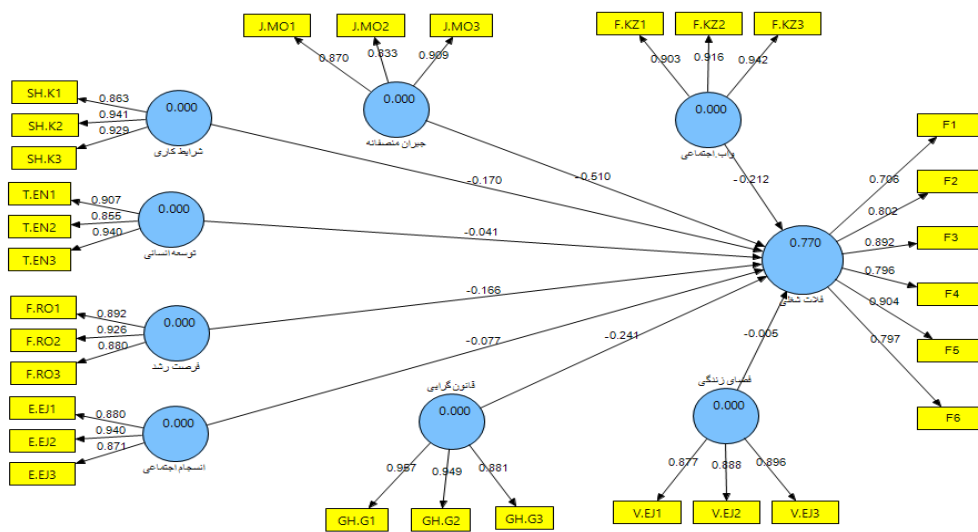 J.MO1
J.MO2
J.MO3
0.870
0.833
0.909
0.000
جبران منصفانه
F.KZ1
F.KZ2
F.KZ3
0.903
0.916
0.942
0.000
واب.اجتماعی
SH.K1
SH.K2
SH.K3
0.863
0.941
0.929
0.000
شرایط کاری
T.EN1
T.EN2
T.EN3
0.907
0.855
0.940
0.000
توسعه انسانی
F.RO1
F.RO2
F.RO3
0.892
0.926
0.880
0.000
فرصت رشد
E.EJ1
E.EJ2
E.EJ3
0.880
0.940
0.871
0.000
انسجام اجتماعی
-0.170
-0.510
-0.212
-0.041
-0.166
-0.077
-0.241
-0.005
قانون گرایی
0.000
0.957
0.949
0.881
GH.G1
GH.G2
GH.G3
فضای زندگی
0.000
0.877
0.888
0.896
V.EJ1
V.EJ2
V.EJ3
0.770
فلات شغلی
0.706
0.802
0.892
0.796
0.904
0.797
F1
F2
F3
F4
F5
F6